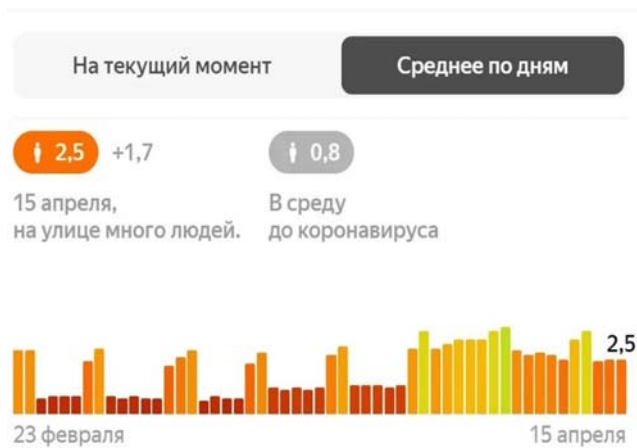 На текущий момент
Среднее по дням
2,5 +1,7
0,8
15 апреля,
на улице много людей.
В среду
до коронавируса
2,5
23 февраля
15 апреля